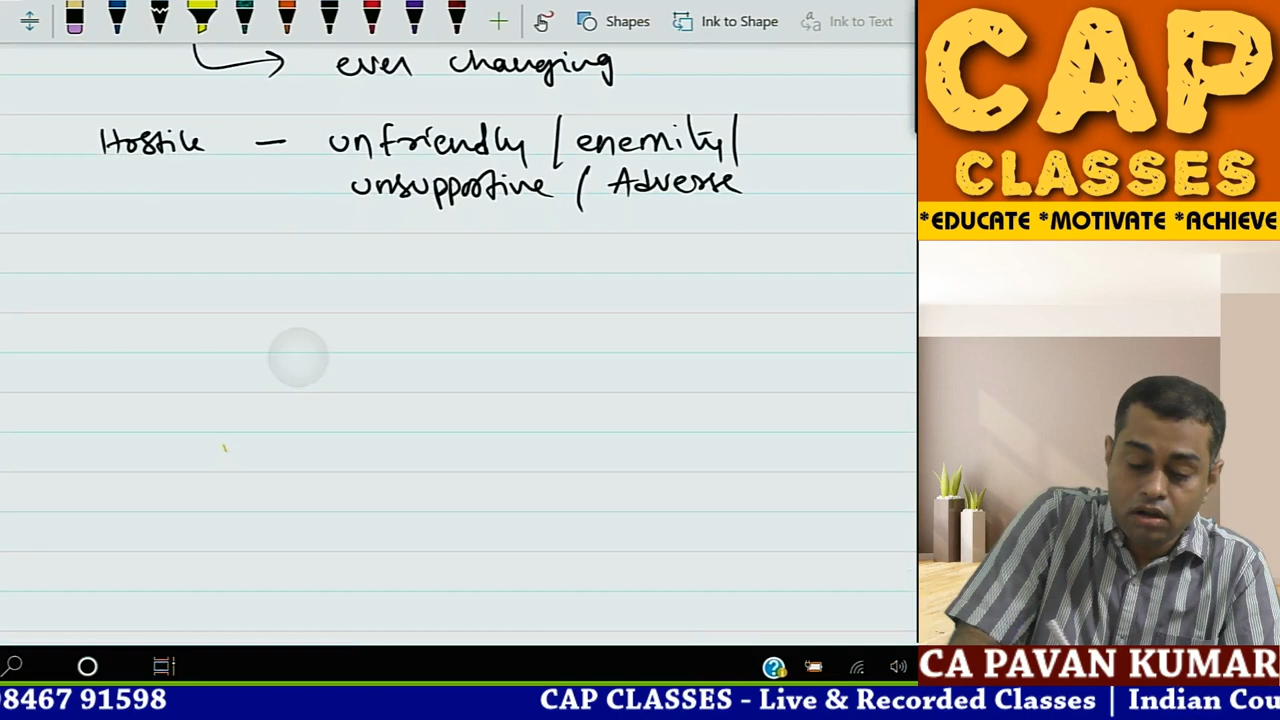 Shapes
Ink to Shape
Ink to Text
ever changing
Hostile — unfriendly / enemity /
unsupportive / Adverse
CAP
CLASSES
*EDUCATE *MOTIVATE *ACHIEVE
CA PAVAN KUMAR
98467 91598 CAP CLASSES - Live & Recorded Classes | Indian Cou